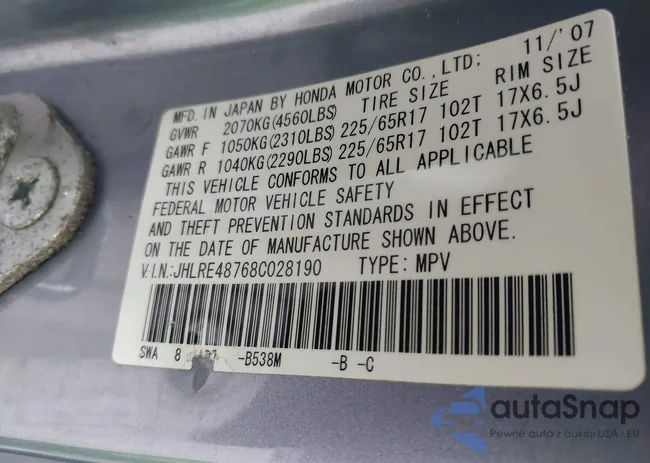 MFD. IN JAPAN BY HONDA MOTOR CO.,LTD; 11/'07
GVWR 2070KG(4560LBS) TIRE SIZE RIM SIZE
GAWR F 1050KG(2310LBS) 225/65R17 102T 17X6.5J
GAWR R 1040KG(2290LBS) 225/65R17 102T 17X6.5J
THIS VEHICLE CONFORMS TO ALL APPLICABLE
FEDERAL MOTOR VEHICLE SAFETY
AND THEFT PREVENTION STANDARDS IN EFFECT
ON THE DATE OF MANUFACTURE SHOWN ABOVE.
V.I.N.:JHLRE48768C028190 TYPE: MPV
SWA 8 -B538M -B -C
autaSnap
Pewne auta z aukcji USA · EU